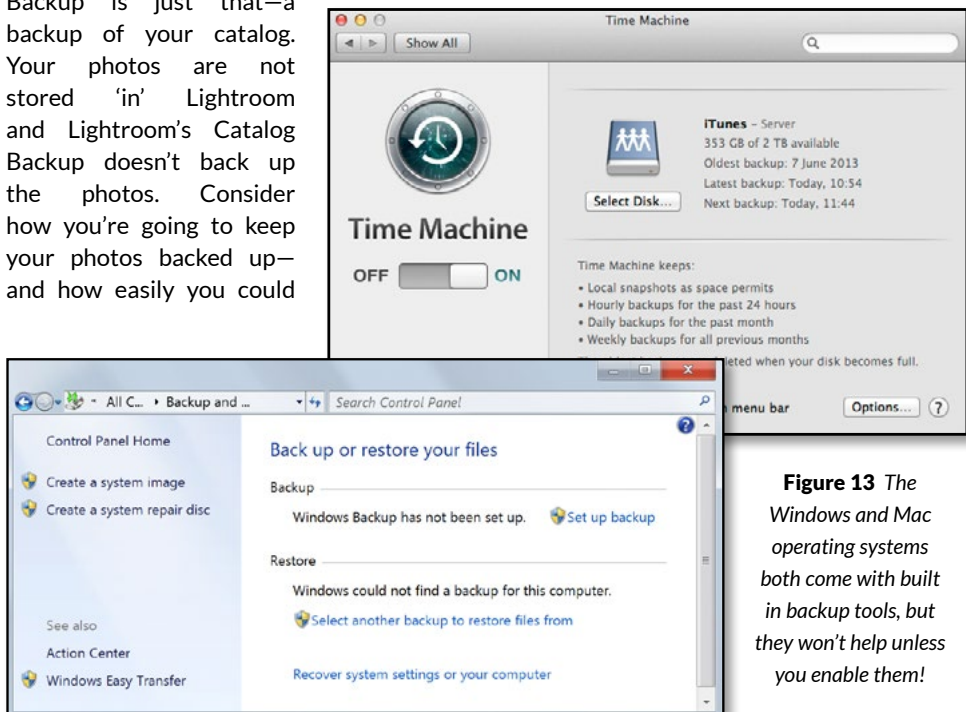 Backup is just that—a
backup of your catalog.
Your photos are not
stored ‘in’ Lightroom
and Lightroom’s Catalog
Backup doesn’t back up
the photos. Consider
how you’re going to keep
your photos backed up—
and how easily you could
Time Machine
Show All
Time Machine
OFF ON
Select Disk...
iTunes – Server
353 GB of 2 TB available
Oldest backup: 7 June 2013
Latest backup: Today, 10:54
Next backup: Today, 11:44
Time Machine keeps:
• Local snapshots as space permits
• Hourly backups for the past 24 hours
• Daily backups for the past month
• Weekly backups for all previous months
deleted when your disk becomes full.
menu bar
Options... ?
All C... Backup and ...
Search Control Panel
Control Panel Home
Create a system image
Create a system repair disc
See also
Action Center
Windows Easy Transfer
Back up or restore your files
Backup
Windows Backup has not been set up. Set up backup
Restore
Windows could not find a backup for this computer.
Select another backup to restore files from
Recover system settings or your computer
Figure 13 The
Windows and Mac
operating systems
both come with built
in backup tools, but
they won’t help unless
you enable them!